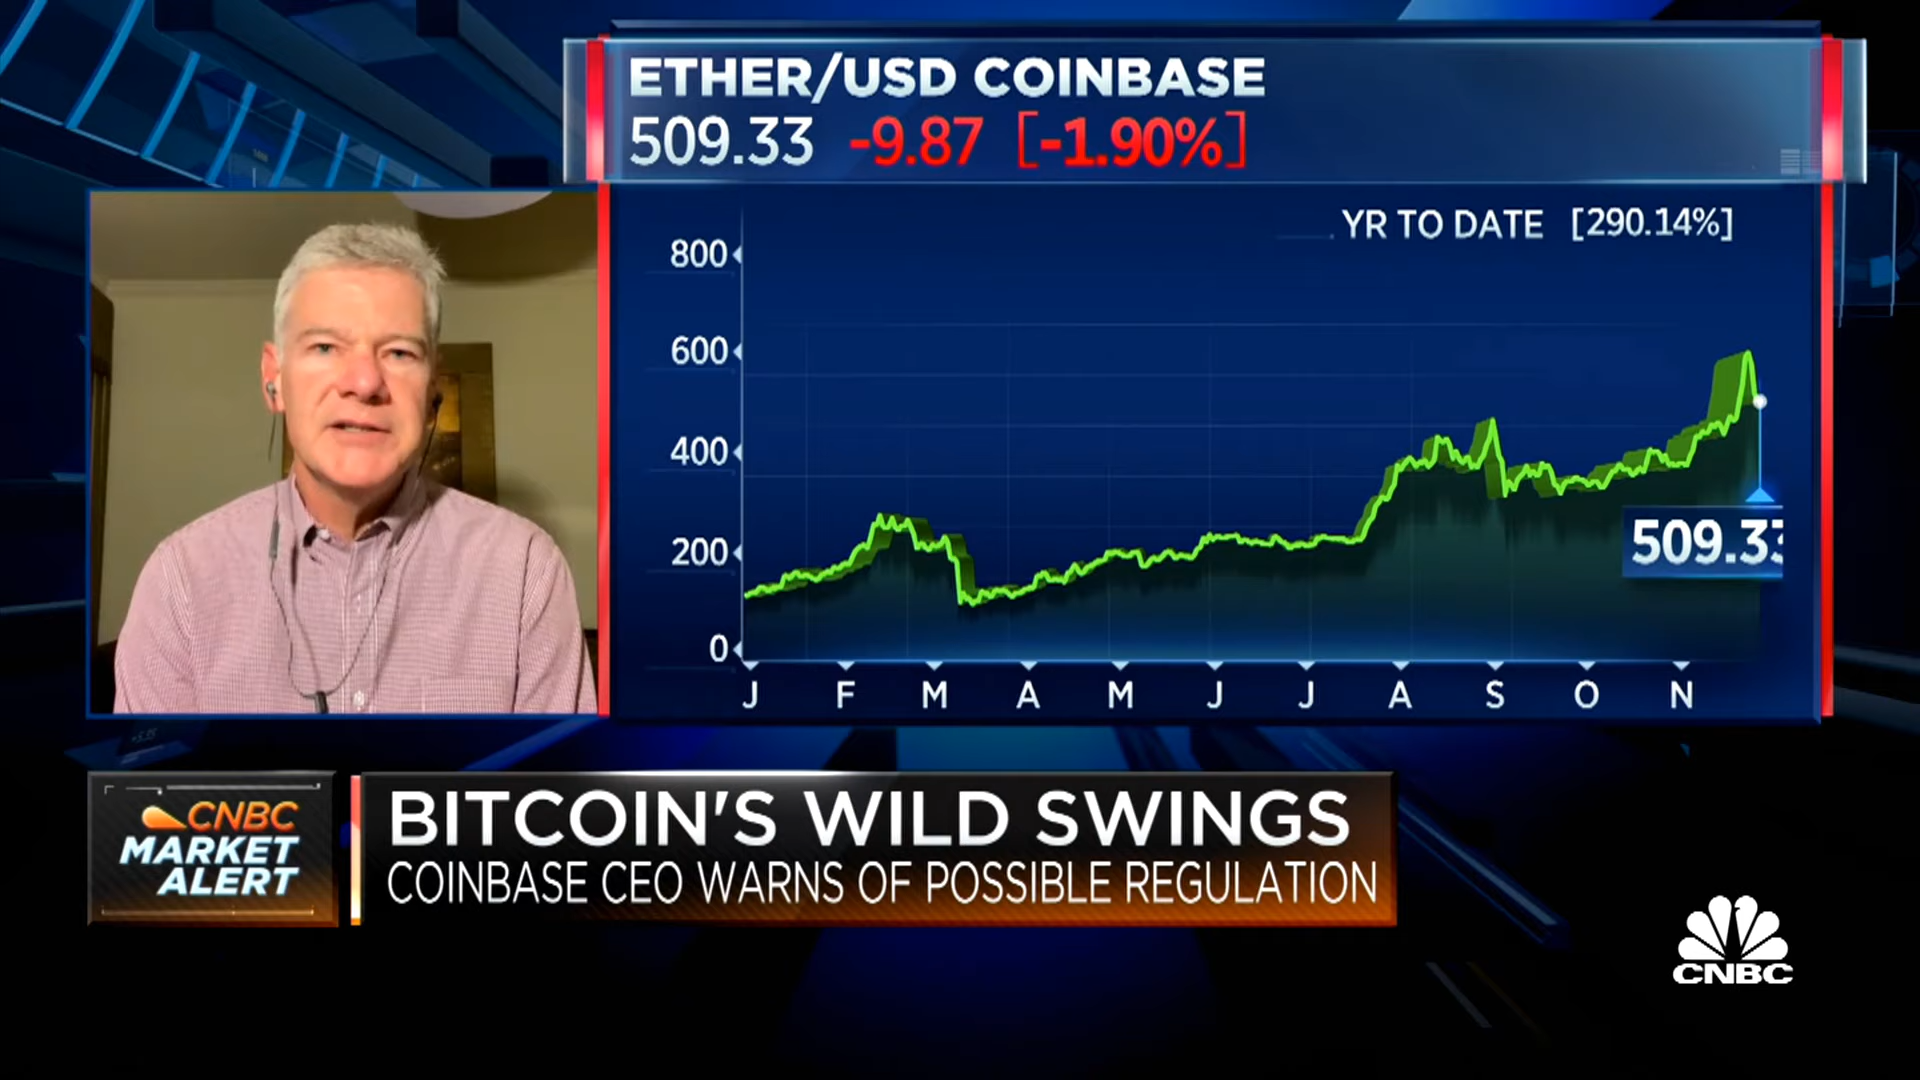 ETHER/USD COINBASE
509.33 -9.87 [-1.90%]
YR TO DATE [290.14%]
800
600
400
200
0
509.33
J F M A M J J A S O N
CNBC
MARKET
ALERT
BITCOIN'S WILD SWINGS
COINBASE CEO WARNS OF POSSIBLE REGULATION
CNBC